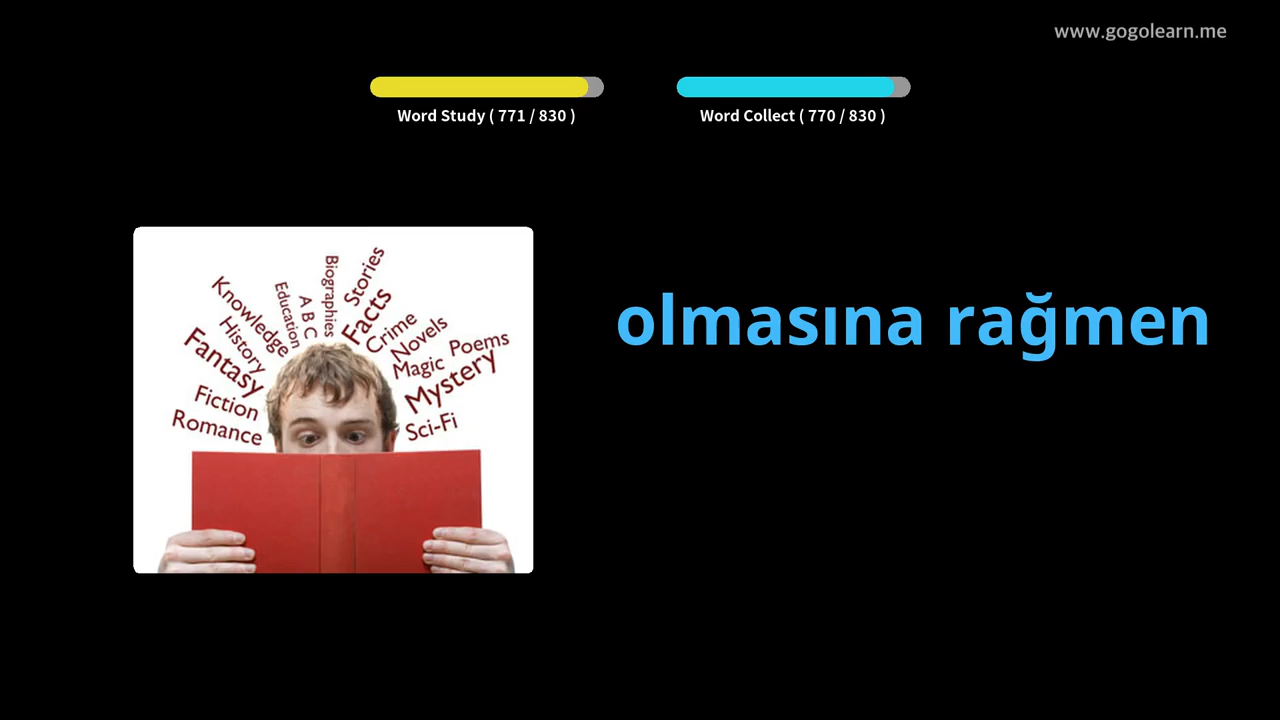 www.gogolearn.me
Word Study ( 771 / 830 )
Word Collect ( 770 / 830 )
olmasına rağmen
Knowledge
History
Fantasy
Fiction
Romance
Education
A B C
Biographies
Stories
Facts
Crime
Novels
Magic
Poems
Mystery
Sci-Fi